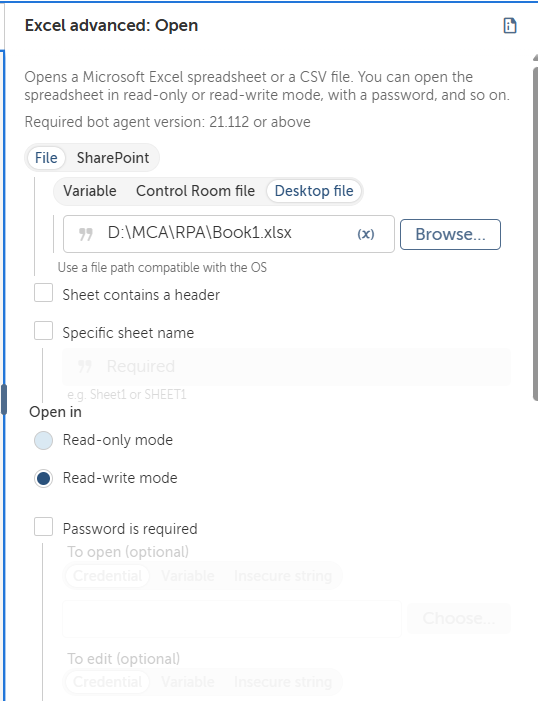 Excel advanced: Open
Opens a Microsoft Excel spreadsheet or a CSV file. You can open the
spreadsheet in read-only or read-write mode, with a password, and so on.
Required bot agent version: 21.112 or above
File SharePoint
Variable Control Room file Desktop file
D:\MCA\RPA\Book1.xlsx (x) Browse...
Use a file path compatible with the OS
Sheet contains a header
Specific sheet name
Required
e.g. Sheet1 or SHEET1
Open in
Read-only mode
Read-write mode
Password is required
To open (optional)
Credential Variable Insecure string
Choose...
To edit (optional)
Credential Variable Insecure string